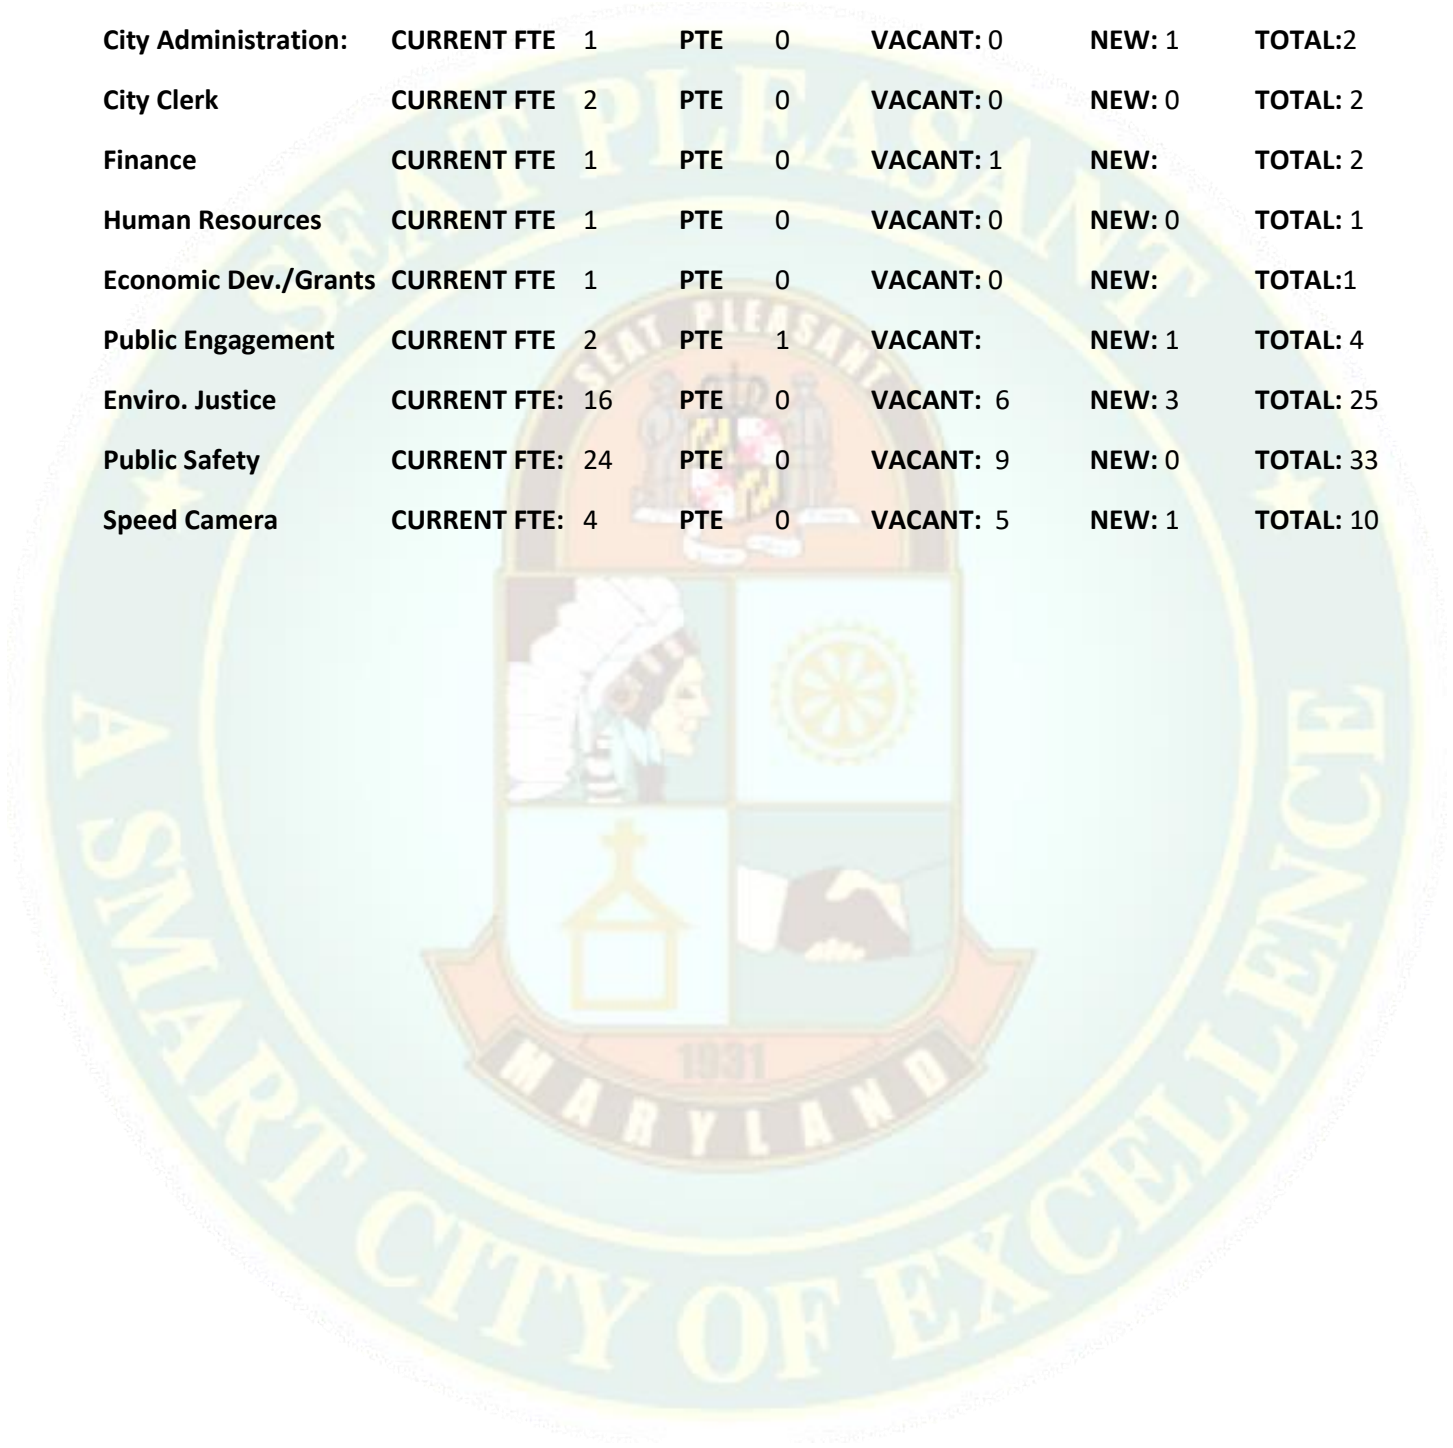 City Administration: CURRENT FTE 1 PTE 0 VACANT: 0 NEW: 1 TOTAL:2
City Clerk CURRENT FTE 2 PTE 0 VACANT: 0 NEW: 0 TOTAL: 2
Finance CURRENT FTE 1 PTE 0 VACANT: 1 NEW: TOTAL: 2
Human Resources CURRENT FTE 1 PTE 0 VACANT: 0 NEW: 0 TOTAL: 1
Economic Dev./Grants CURRENT FTE 1 PTE 0 VACANT: 0 NEW: TOTAL:1
Public Engagement CURRENT FTE 2 PTE 1 VACANT: NEW: 1 TOTAL: 4
Enviro. Justice CURRENT FTE: 16 PTE 0 VACANT: 6 NEW: 3 TOTAL: 25
Public Safety CURRENT FTE: 24 PTE 0 VACANT: 9 NEW: 0 TOTAL: 33
Speed Camera CURRENT FTE: 4 PTE 0 VACANT: 5 NEW: 1 TOTAL: 10
SEAT PLEASANT
SEAT PLEASANT
1931
MARYLAND
A SMART CITY OF EXCELLENCE